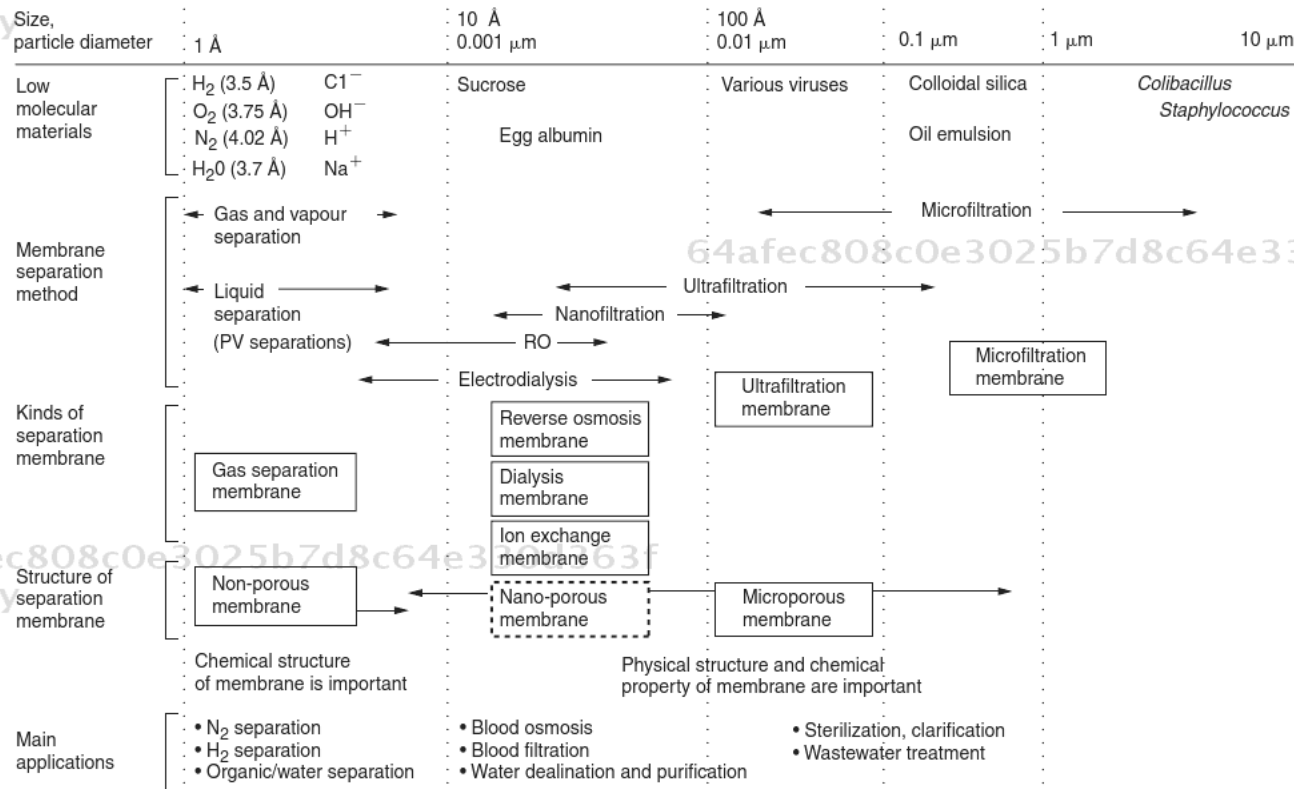 Size,
particle diameter
1 Å
10 Å
0.001 μm
100 Å
0.01 μm
0.1 μm
1 μm
10 μm
Low
molecular
materials
H₂ (3.5 Å) C1⁻
O₂ (3.75 Å) OH⁻
N₂ (4.02 Å) H⁺
H₂0 (3.7 Å) Na⁺
Sucrose
Egg albumin
Various viruses
Colloidal silica
Oil emulsion
Colibacillus
Staphylococcus
Membrane
separation
method
Gas and vapour
separation
Microfiltration
64afec808c0e3025b7d8c64e33
Liquid
separation
(PV separations)
Ultrafiltration
Nanofiltration
RO
Electrodialysis
Kinds of
separation
membrane
Gas separation
membrane
Reverse osmosis
membrane
Dialysis
membrane
Ion exchange
membrane
Ultrafiltration
membrane
Microfiltration
membrane
ec808c0e3025b7d8c64e330d363f
Structure of
separation
membrane
Non-porous
membrane
Nano-porous
membrane
Microporous
membrane
Chemical structure
of membrane is important
Physical structure and chemical
property of membrane are important
Main
applications
• N₂ separation
• H₂ separation
• Organic/water separation
• Blood osmosis
• Blood filtration
• Water dealination and purification
• Sterilization, clarification
• Wastewater treatment